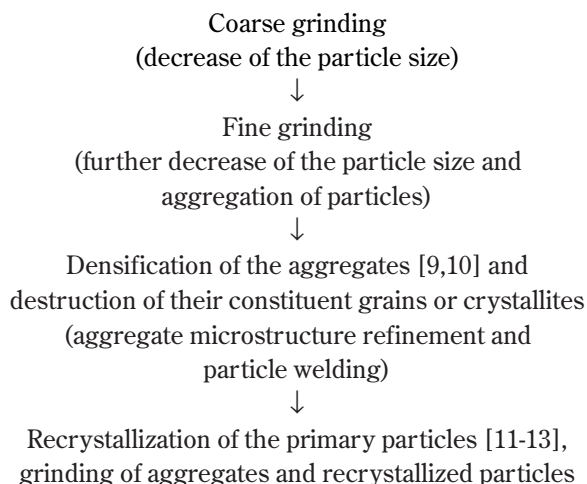 Coarse grinding
(decrease of the particle size)
↓
Fine grinding
(further decrease of the particle size and
aggregation of particles)
↓
Densification of the aggregates [9,10] and
destruction of their constituent grains or crystallites
(aggregate microstructure refinement and
particle welding)
↓
Recrystallization of the primary particles [11-13],
grinding of aggregates and recrystallized particles